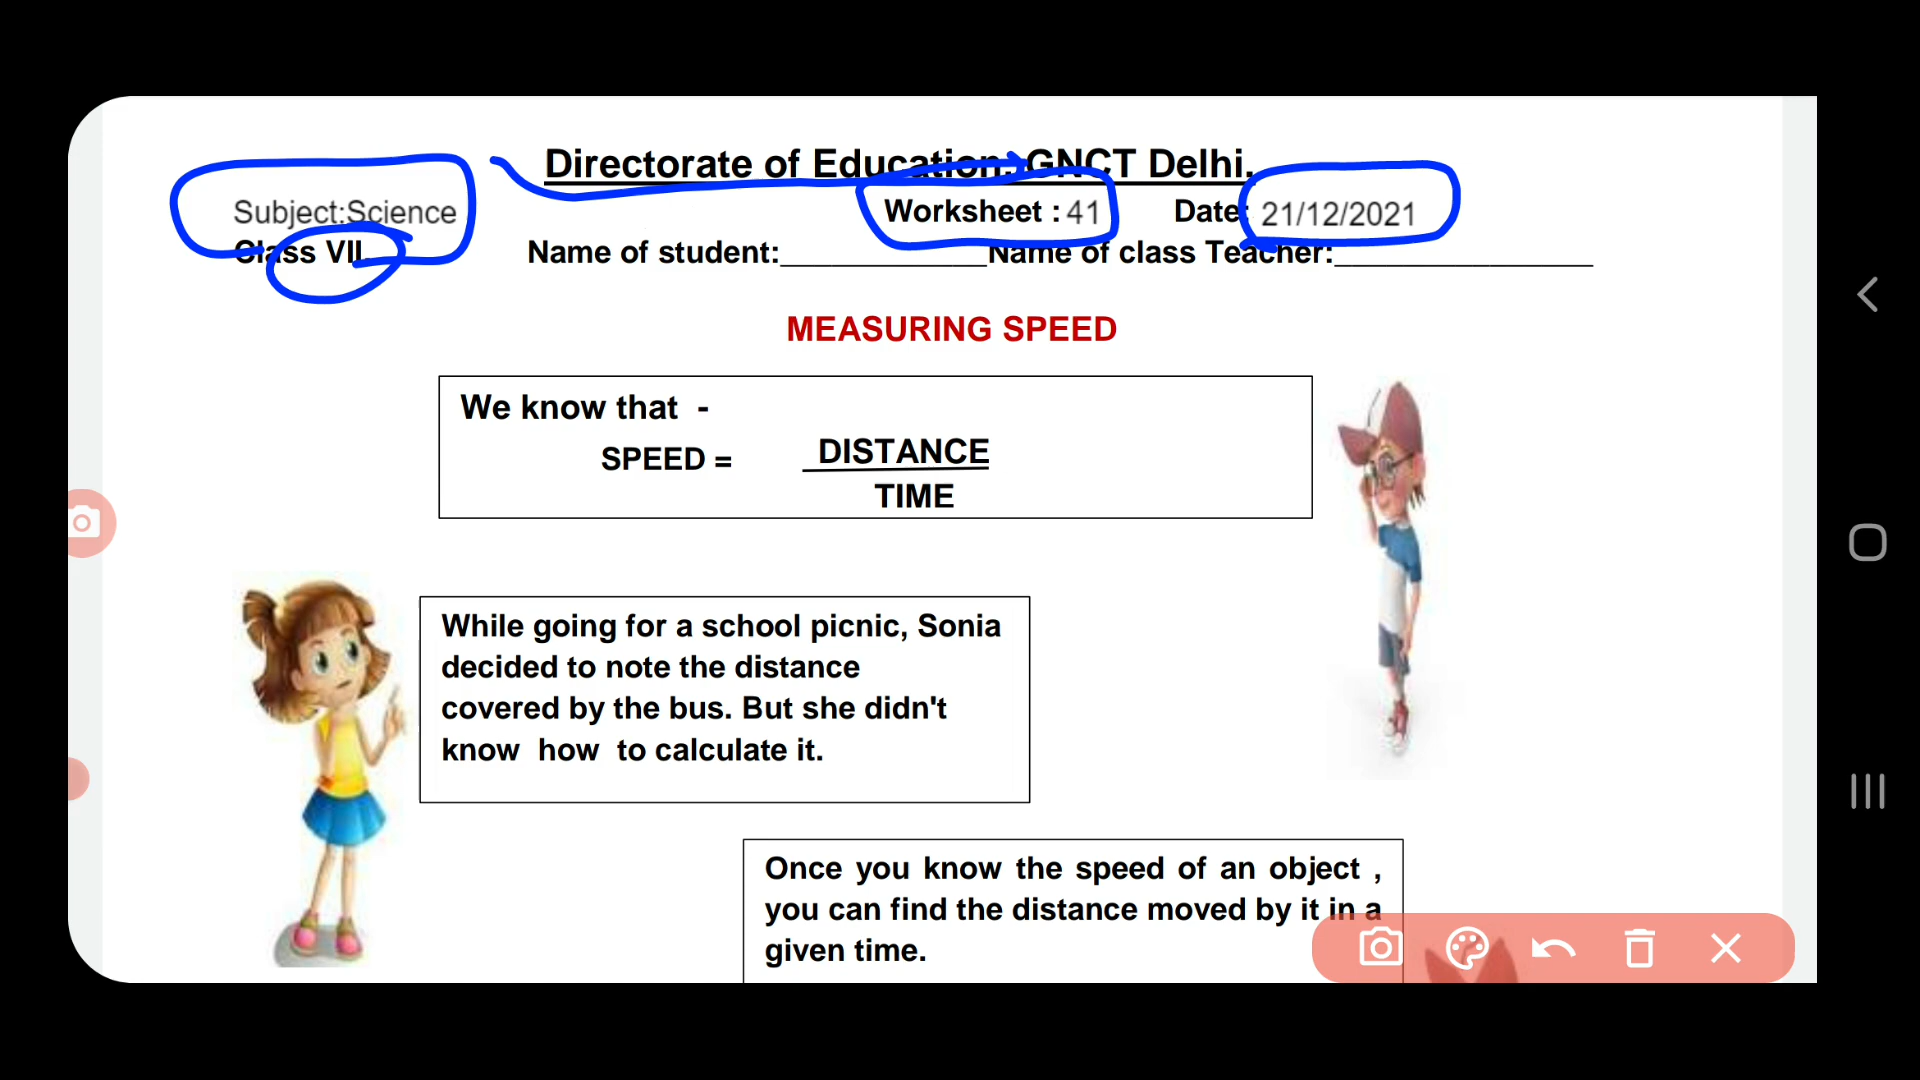 Directorate of Education, GNCT Delhi.
Subject:Science Worksheet : 41 Date: 21/12/2021
Class VII Name of student:____________Name of class Teacher:_______________
MEASURING SPEED
We know that -
SPEED = DISTANCE
TIME
While going for a school picnic, Sonia
decided to note the distance
covered by the bus. But she didn't
know how to calculate it.
Once you know the speed of an object ,
you can find the distance moved by it in a
given time.